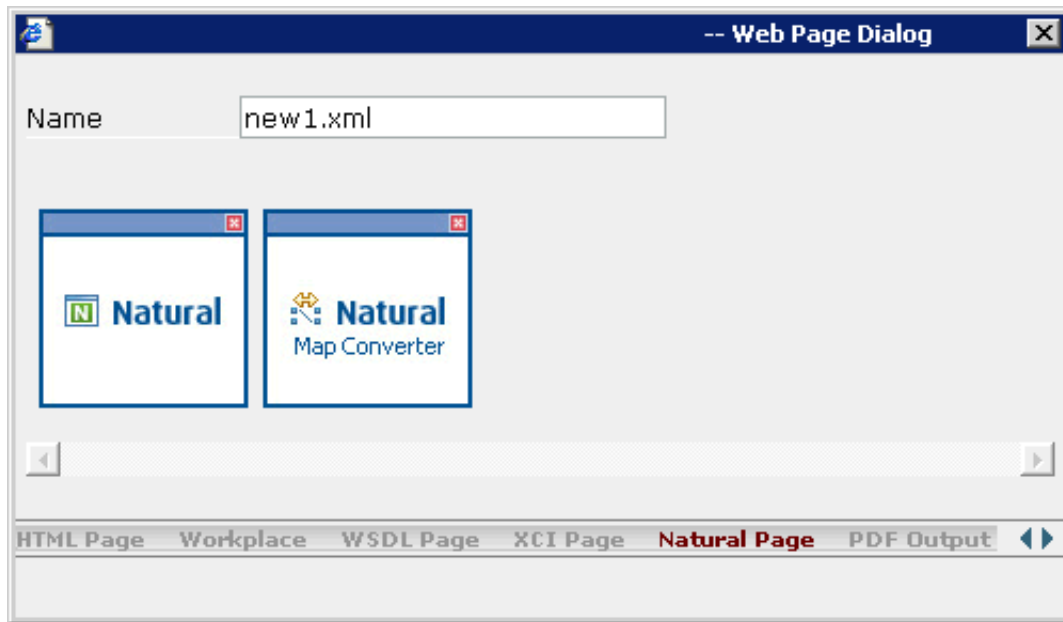 -- Web Page Dialog
Name new1.xml
N Natural Natural
Map Converter
HTML Page Workplace WSDL Page XCI Page Natural Page PDF Output